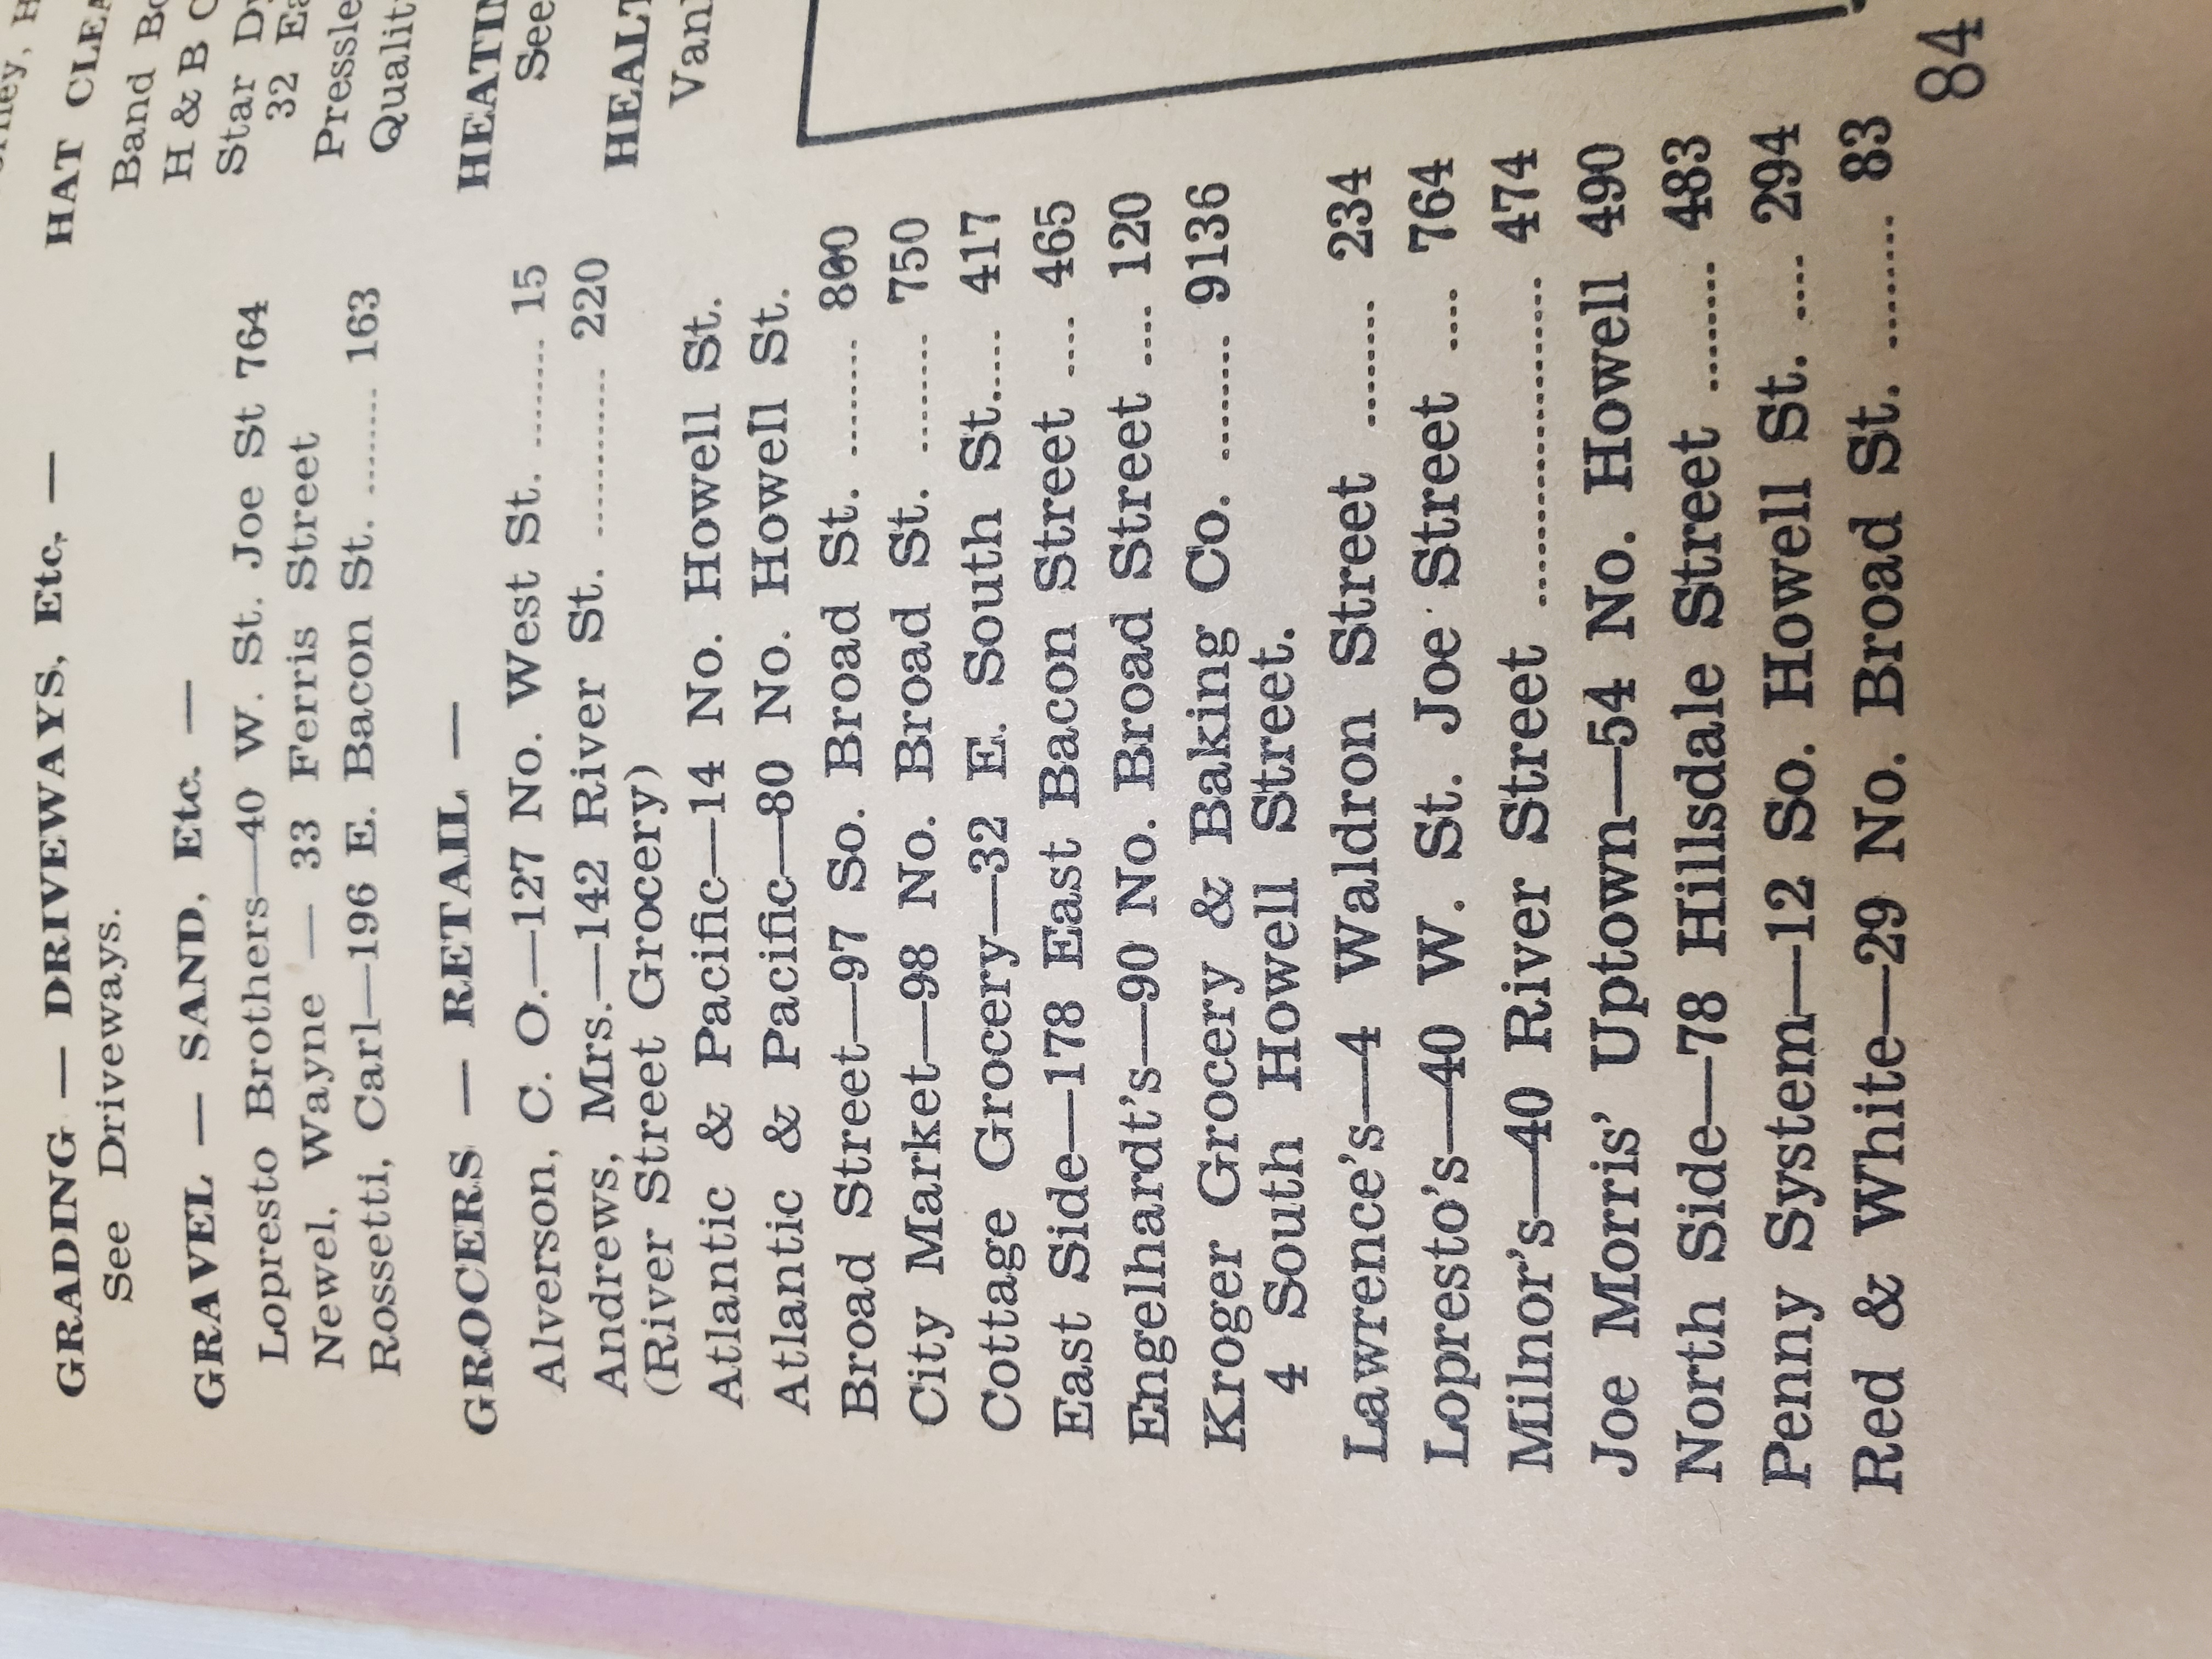 GRADING — DRIVEWAYS, Etc. —
See Driveways.
GRAVEL — SAND, Etc. —
Lopresto Brothers—40 W. St. Joe St 764
Newel, Wayne — 33 Ferris Street
Rossetti, Carl—196 E. Bacon St. ........ 163
GROCERS — RETAIL —
Alverson, C. O.—127 No. West St. ........ 15
Andrews, Mrs.—142 River St. ............ 220
(River Street Grocery)
Atlantic & Pacific—14 No. Howell St.
Atlantic & Pacific—80 No. Howell St.
Broad Street—97 So. Broad St. ........ 800
City Market—98 No. Broad St. ........ 750
Cottage Grocery—32 E. South St..... 417
East Side—178 East Bacon Street .... 465
Engelhardt's—90 No. Broad Street .... 120
Kroger Grocery & Baking Co. ........ 9136
4 South Howell Street.
Lawrence's—4 Waldron Street ........ 234
Lopresto's—40 W. St. Joe Street .... 764
Milnor's—40 River Street ...................... 474
Joe Morris' Uptown—54 No. Howell 490
North Side—78 Hillsdale Street ........ 483
Penny System—12 So. Howell St. .... 294
Red & White—29 No. Broad St. ........ 83
HAT
Band
H & B
Star
32
HEATIN
See
HEALT
84